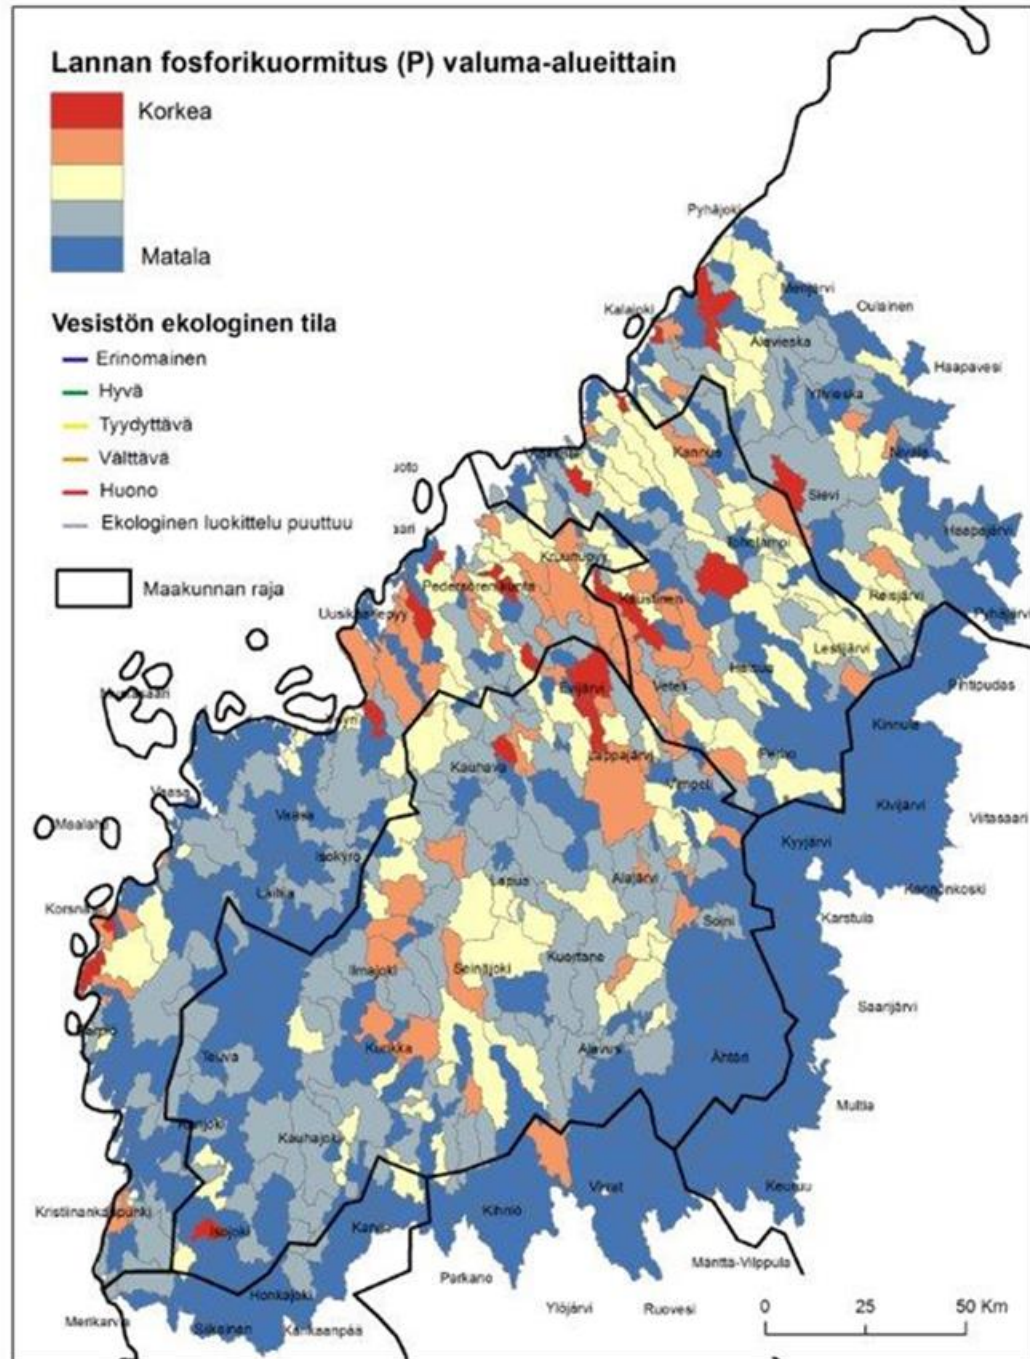 Lannan fosforikuormitus (P) valuma-alueittain
Korkea
Matala
Vesistön ekologinen tila
Erinomainen
Hyvä
Tyydyttävä
Välttävä
Huono
Ekologinen luokittelu puuttuu
Maakunnan raja
Pyhäjoki
Merijärvi
Oulainen
Kalajoki
Alavieska
Haapavesi
Ylivieska
Kannus
Nivala
Sievi
Haapajärvi
Toholampi
Kruunupyy
Pedersören kunta
Kaustinen
Uusikaarlepyy
Reisjärvi
Pyhäjärvi
Lestijärvi
Halsua
Evijärvi
Veteli
Pihtipudas
Kinnula
Lappajärvi
Perho
Kauhava
Vimpeli
Vaasa
Kivijärvi
Viitasaari
Vaasa
Maalahti
Kyyjärvi
Isokyrö
Laihia
Lapua
Alajärvi
Kannonkoski
Korsnäs
Soini
Karstula
Ilmajoki
Seinäjoki
Kuortane
Saarijärvi
Teuva
Kurikka
Alavus
Ähtäri
Multia
Karijoki
Kauhajoki
Keuruu
Kristiinankaupunki
Isojoki
Karvia
Kihniö
Virrat
Mänttä-Vilppula
Parkano
Honkajoki
Ylöjärvi
Ruovesi
Merikarvia
Siikainen
Kankaanpää
0 25 50 Km